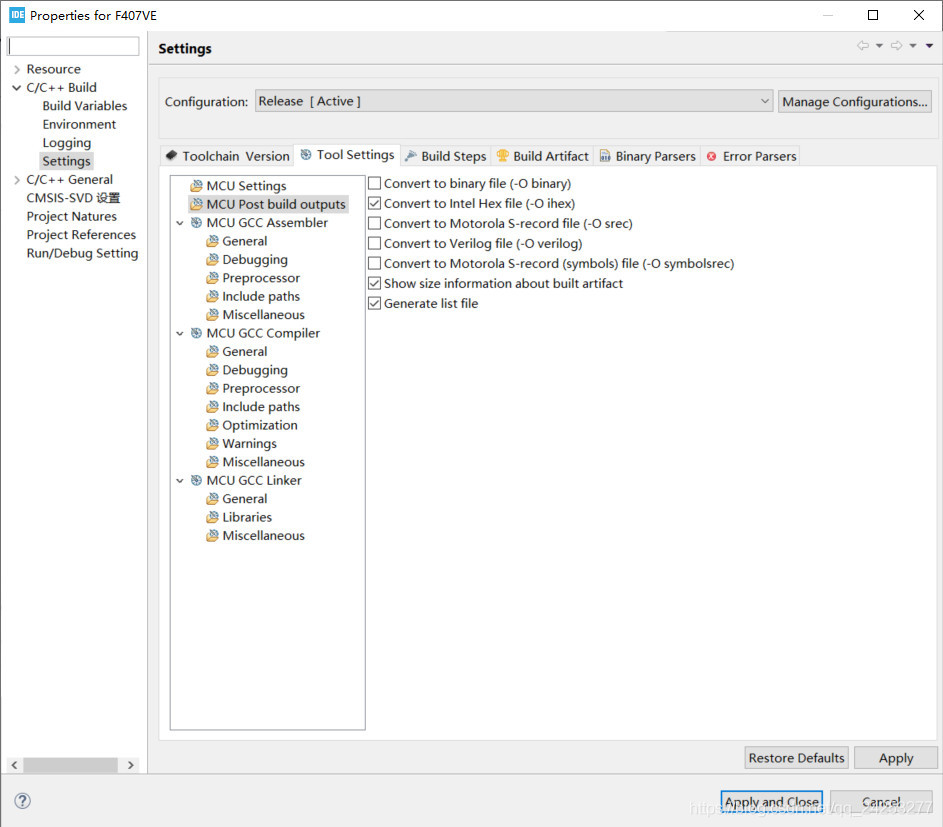 IDE Properties for F407VE
Settings
Resource
C/C++ Build
Build Variables
Environment
Logging
Settings
C/C++ General
CMSIS-SVD 设置
Project Natures
Project References
Run/Debug Setting
Configuration: Release [ Active ] Manage Configurations...
Toolchain Version Tool Settings Build Steps Build Artifact Binary Parsers Error Parsers
MCU Settings
MCU Post build outputs
MCU GCC Assembler
General
Debugging
Preprocessor
Include paths
Miscellaneous
MCU GCC Compiler
General
Debugging
Preprocessor
Include paths
Optimization
Warnings
Miscellaneous
MCU GCC Linker
General
Libraries
Miscellaneous
Convert to binary file (-O binary)
Convert to Intel Hex file (-O ihex)
Convert to Motorola S-record file (-O srec)
Convert to Verilog file (-O verilog)
Convert to Motorola S-record (symbols) file (-O symbolsrec)
Show size information about built artifact
Generate list file
Restore Defaults Apply
Apply and Close Cancel